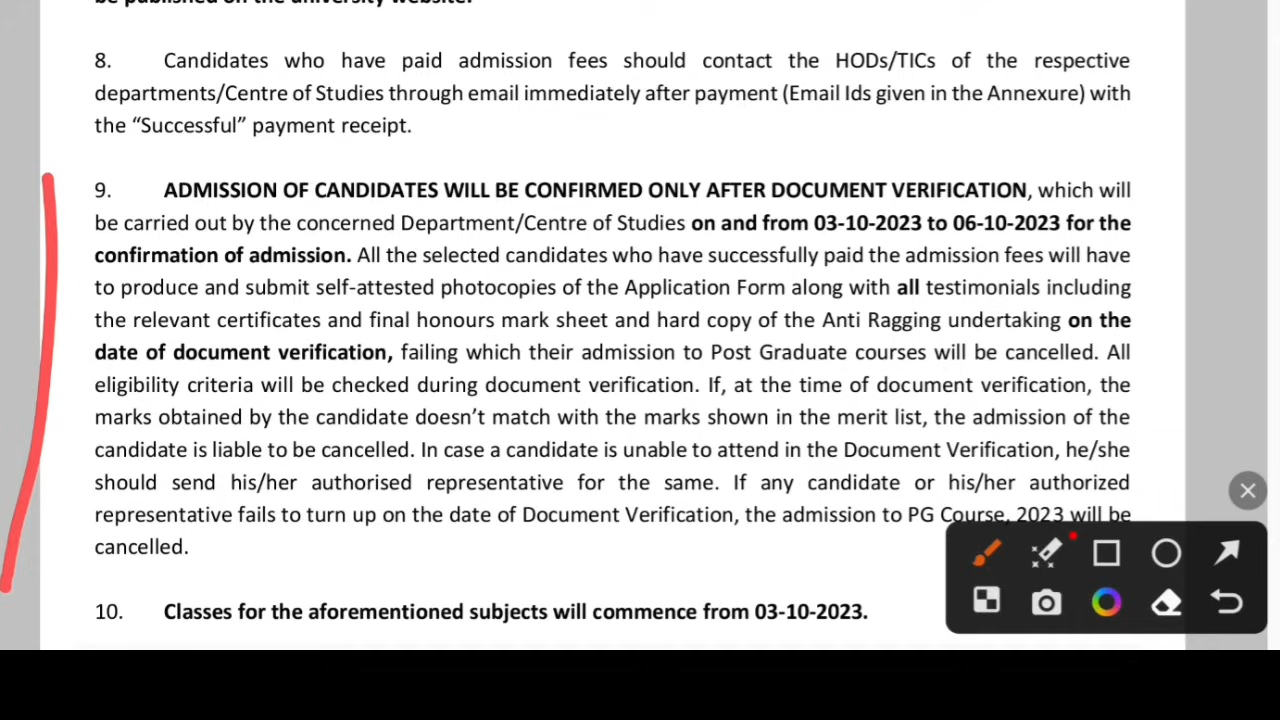 be published on the university website.
8. Candidates who have paid admission fees should contact the HODs/TICs of the respective
departments/Centre of Studies through email immediately after payment (Email Ids given in the Annexure) with
the “Successful” payment receipt.
9. ADMISSION OF CANDIDATES WILL BE CONFIRMED ONLY AFTER DOCUMENT VERIFICATION, which will
be carried out by the concerned Department/Centre of Studies on and from 03-10-2023 to 06-10-2023 for the
confirmation of admission. All the selected candidates who have successfully paid the admission fees will have
to produce and submit self-attested photocopies of the Application Form along with all testimonials including
the relevant certificates and final honours mark sheet and hard copy of the Anti Ragging undertaking on the
date of document verification, failing which their admission to Post Graduate courses will be cancelled. All
eligibility criteria will be checked during document verification. If, at the time of document verification, the
marks obtained by the candidate doesn’t match with the marks shown in the merit list, the admission of the
candidate is liable to be cancelled. In case a candidate is unable to attend in the Document Verification, he/she
should send his/her authorised representative for the same. If any candidate or his/her authorized
representative fails to turn up on the date of Document Verification, the admission to PG Course, 2023 will be
cancelled.
10. Classes for the aforementioned subjects will commence from 03-10-2023.